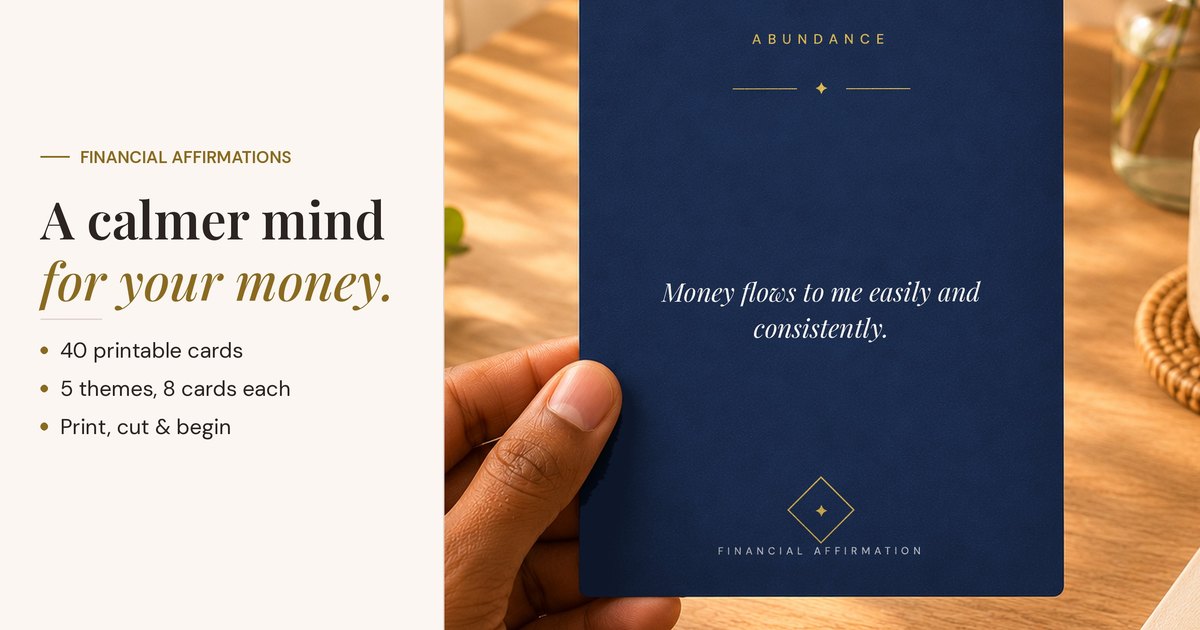 FINANCIAL AFFIRMATIONS
A calmer mind
for your money.
40 printable cards
5 themes, 8 cards each
Print, cut & begin
ABUNDANCE
Money flows to me easily and
consistently.
FINANCIAL AFFIRMATION